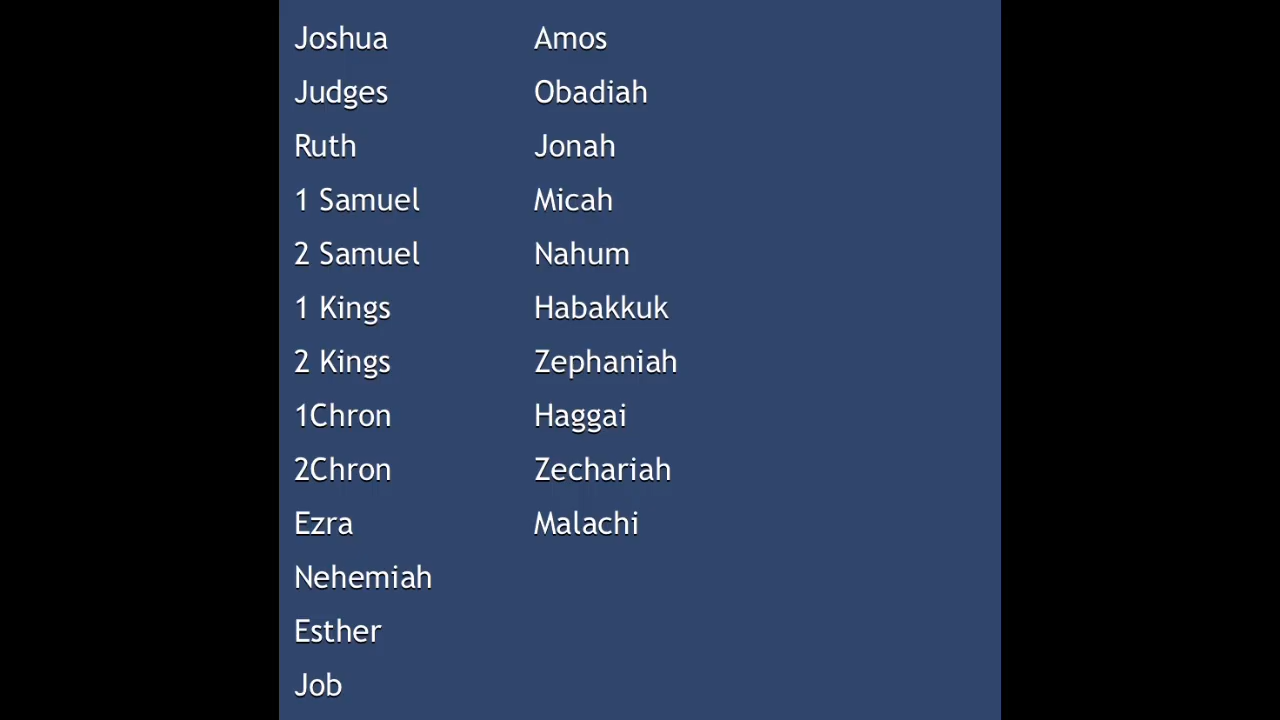 Joshua
Judges
Ruth
1 Samuel
2 Samuel
1 Kings
2 Kings
1Chron
2Chron
Ezra
Nehemiah
Esther
Job
Amos
Obadiah
Jonah
Micah
Nahum
Habakkuk
Zephaniah
Haggai
Zechariah
Malachi